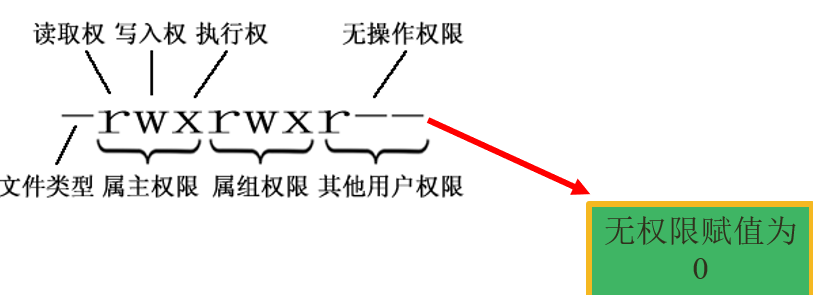 读取权 写入权 执行权 无操作权限
-rwxrwxr--
文件类型 属主权限 属组权限 其他用户权限
无权限赋值为
0